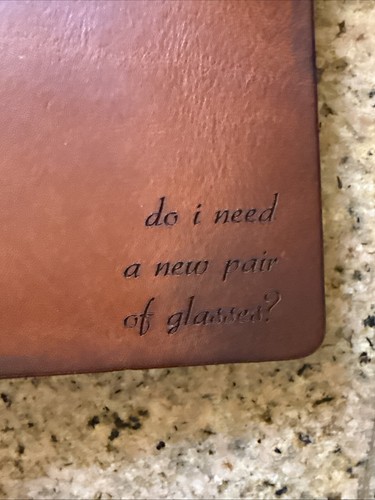 do i need
a new pair
of glasses?